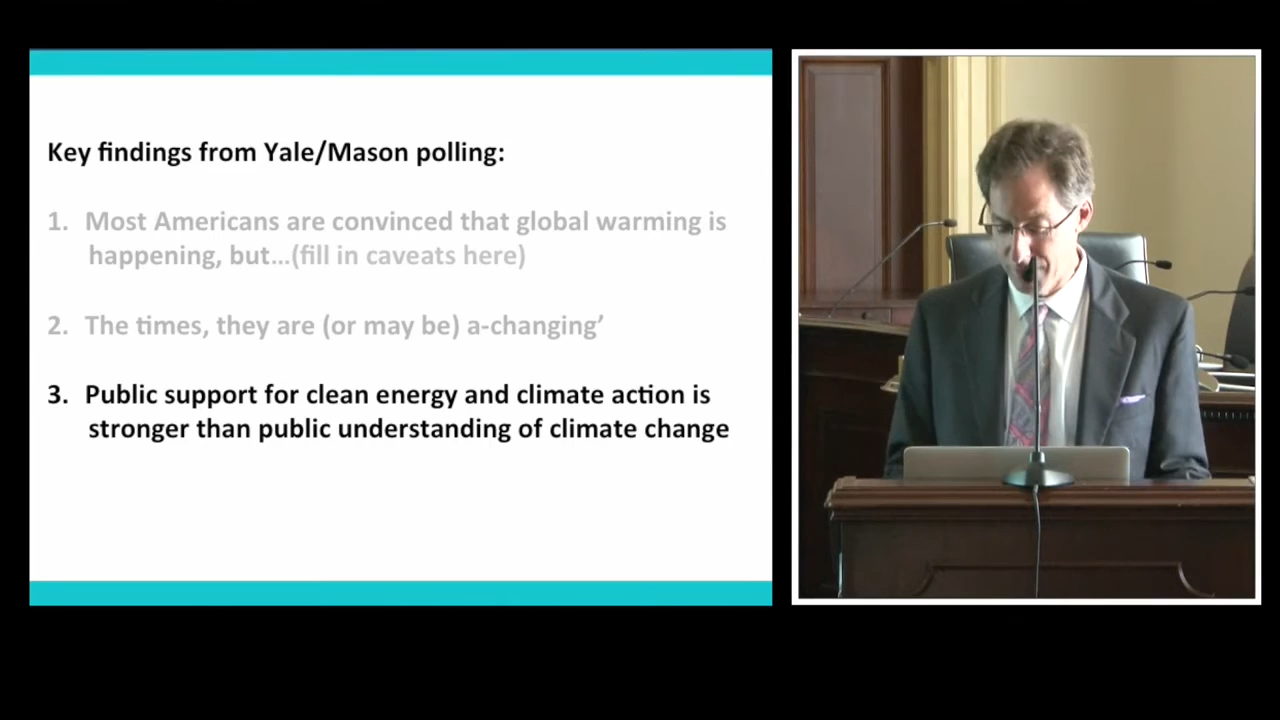 Key findings from Yale/Mason polling:
1. Most Americans are convinced that global warming is
happening, but…(fill in caveats here)
2. The times, they are (or may be) a-changing’
3. Public support for clean energy and climate action is
stronger than public understanding of climate change